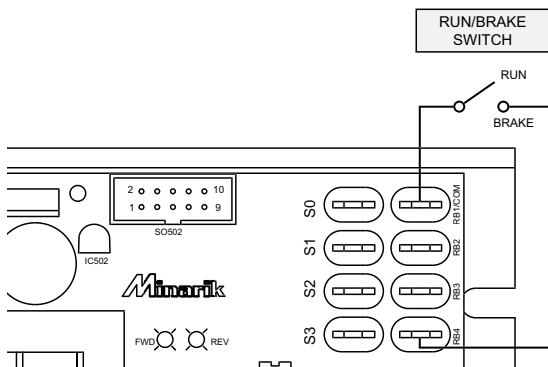 RUN/BRAKE
SWITCH
RUN
BRAKE
2 10
1 9
SO502
IC502
Minarik
FWD REV
S0 RB1/COM
S1 RB2
S2 RB3
S3 RB4